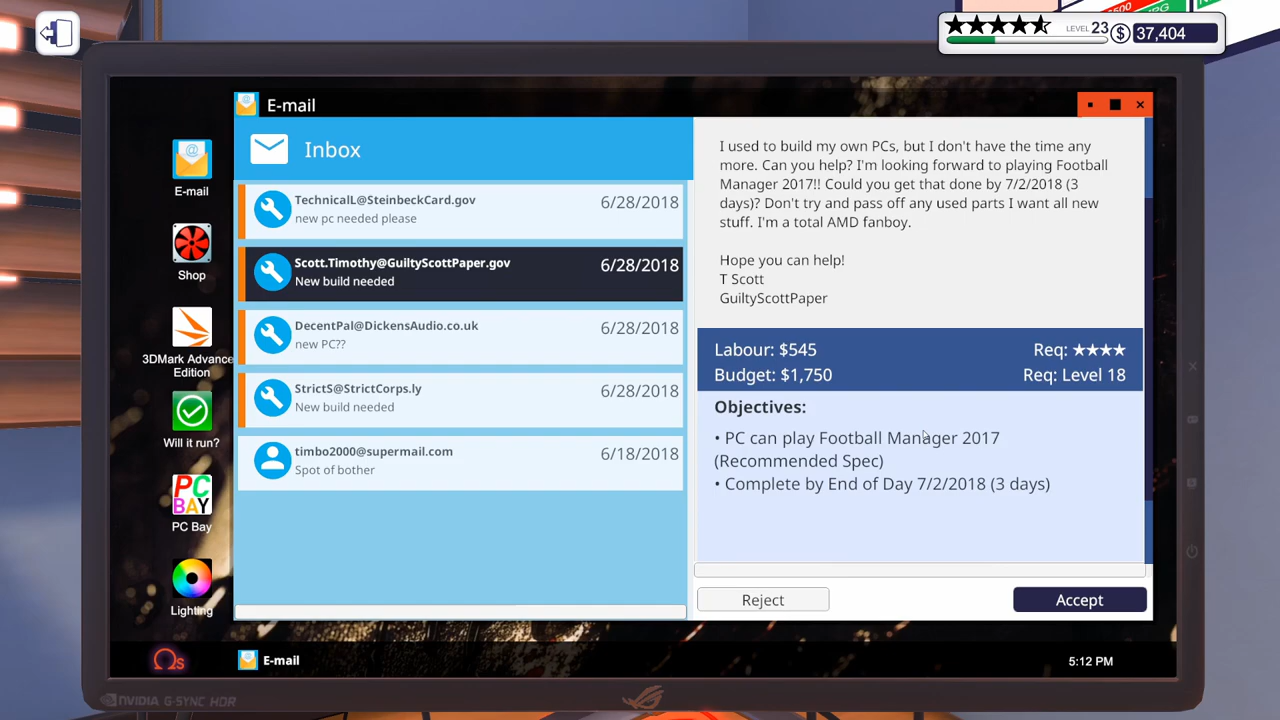 LEVEL 23 $ 37,404
E-mail
Inbox
TechnicalL@SteinbeckCard.gov 6/28/2018
new pc needed please
Scott.Timothy@GuiltyScottPaper.gov 6/28/2018
New build needed
DecentPal@DickensAudio.co.uk 6/28/2018
new PC??
StrictS@StrictCorps.ly 6/28/2018
New build needed
timbo2000@supermail.com 6/18/2018
Spot of bother
I used to build my own PCs, but I don't have the time any
more. Can you help? I'm looking forward to playing Football
Manager 2017!! Could you get that done by 7/2/2018 (3
days)? Don't try and pass off any used parts I want all new
stuff. I'm a total AMD fanboy.
Hope you can help!
T Scott
GuiltyScottPaper
Labour: $545 Req: ★★★★
Budget: $1,750 Req: Level 18
Objectives:
• PC can play Football Manager 2017
(Recommended Spec)
• Complete by End of Day 7/2/2018 (3 days)
Reject Accept
E-mail
Shop
3DMark Advance
Edition
Will it run?
PC
BAY
PC Bay
Lighting
Ωs E-mail 5:12 PM
NVIDIA G-SYNC HDR